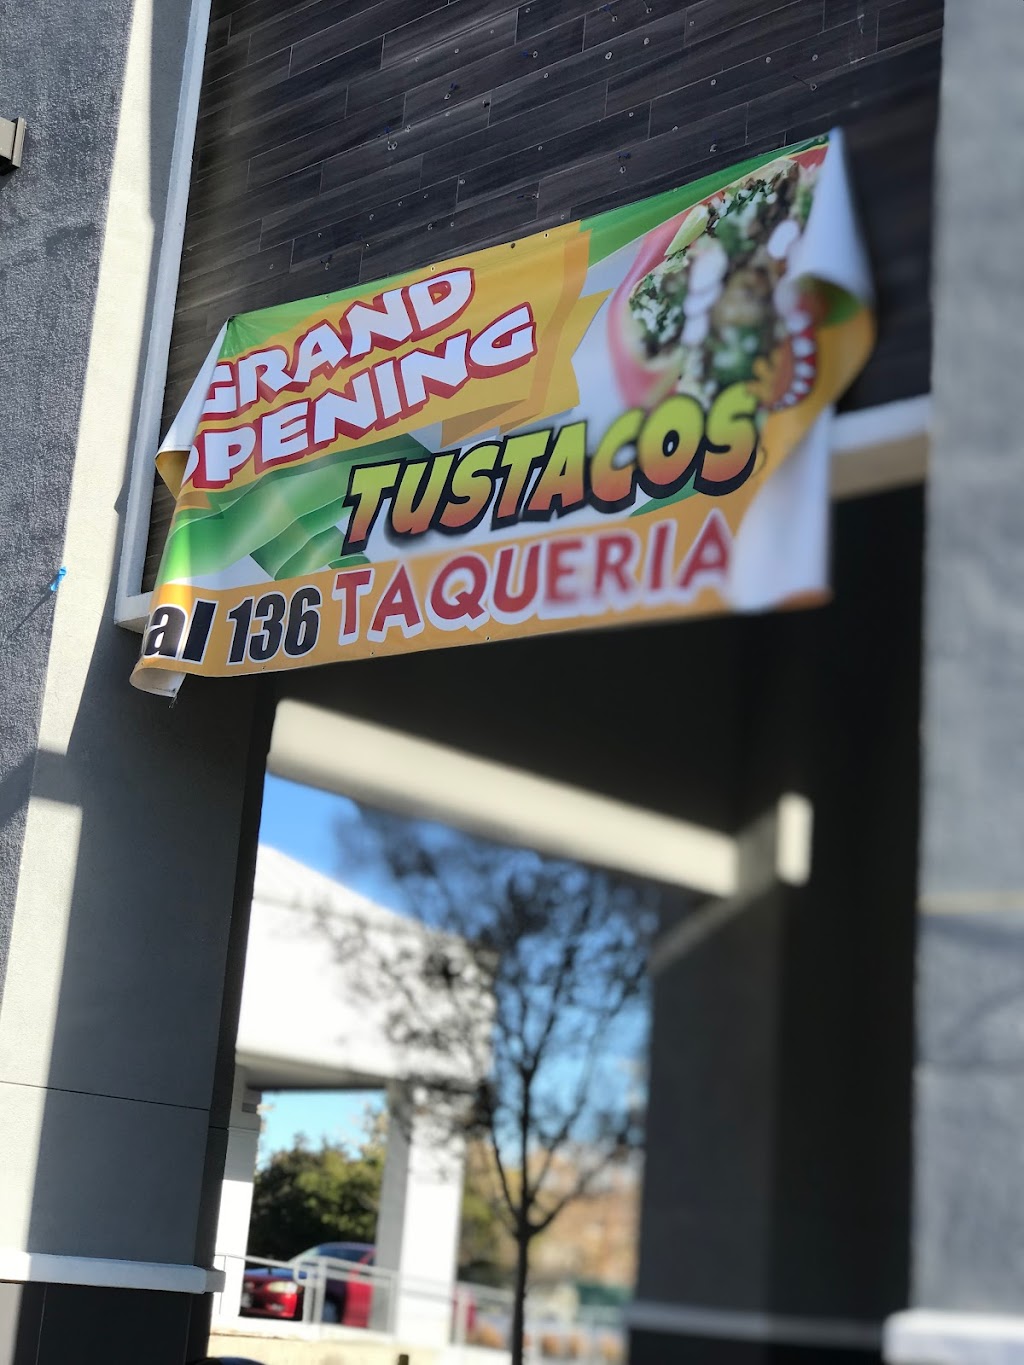 GRAND
OPENING
TUSTACOS
al 136 TAQUERIA